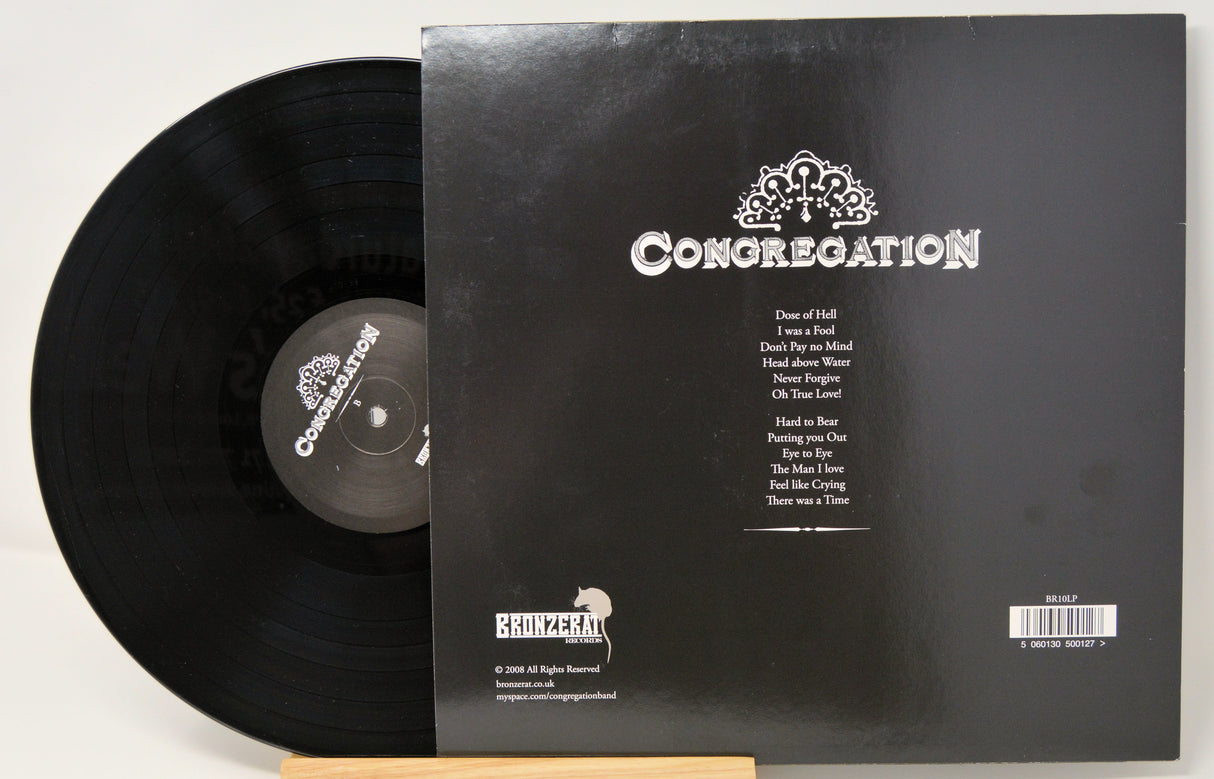 CONGREGATION
B
CONGREGATION
Dose of Hell
I was a Fool
Don't Pay no Mind
Head above Water
Never Forgive
Oh True Love!
Hard to Bear
Putting you Out
Eye to Eye
The Man I love
Feel like Crying
There was a Time
BRONZERAT
RECORDS
© 2008 All Rights Reserved
bronzerat.co.uk
myspace.com/congregationband
BR10LP
5 060130 500127 >